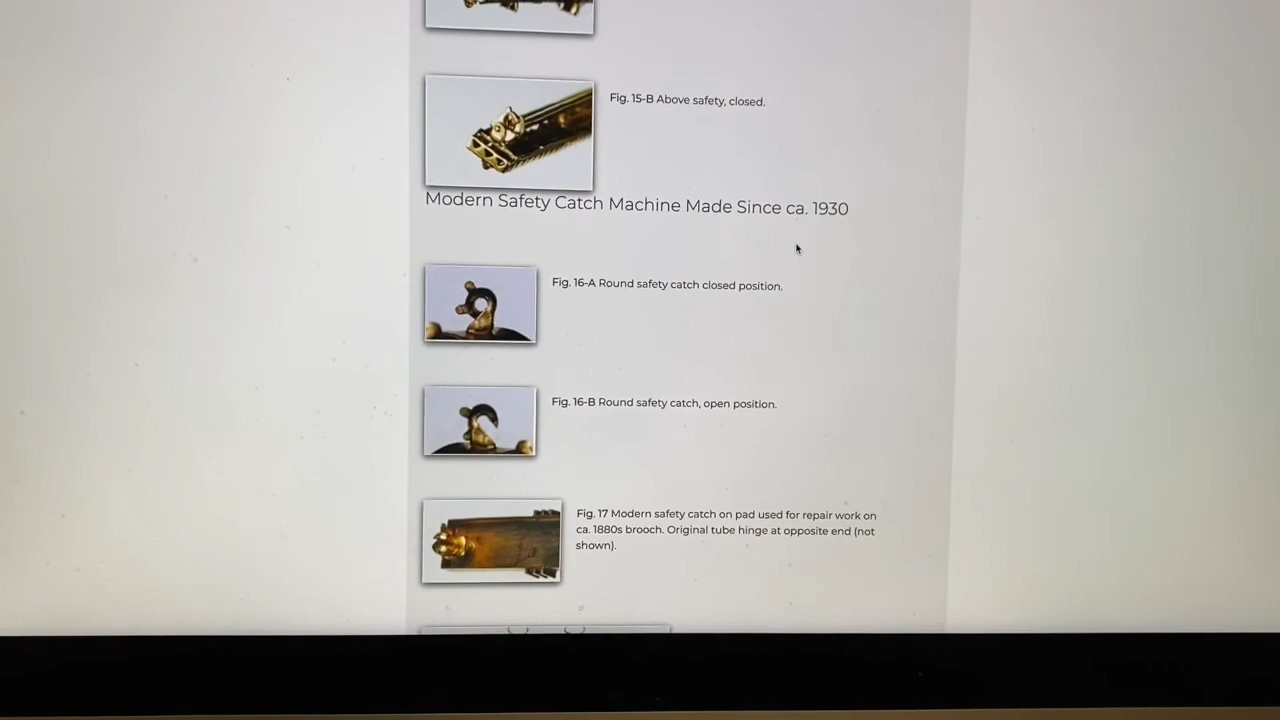 Fig. 15-B Above safety, closed.
Modern Safety Catch Machine Made Since ca. 1930
Fig. 16-A Round safety catch closed position.
Fig. 16-B Round safety catch, open position.
Fig. 17 Modern safety catch on pad used for repair work on
ca. 1880s brooch. Original tube hinge at opposite end (not
shown).